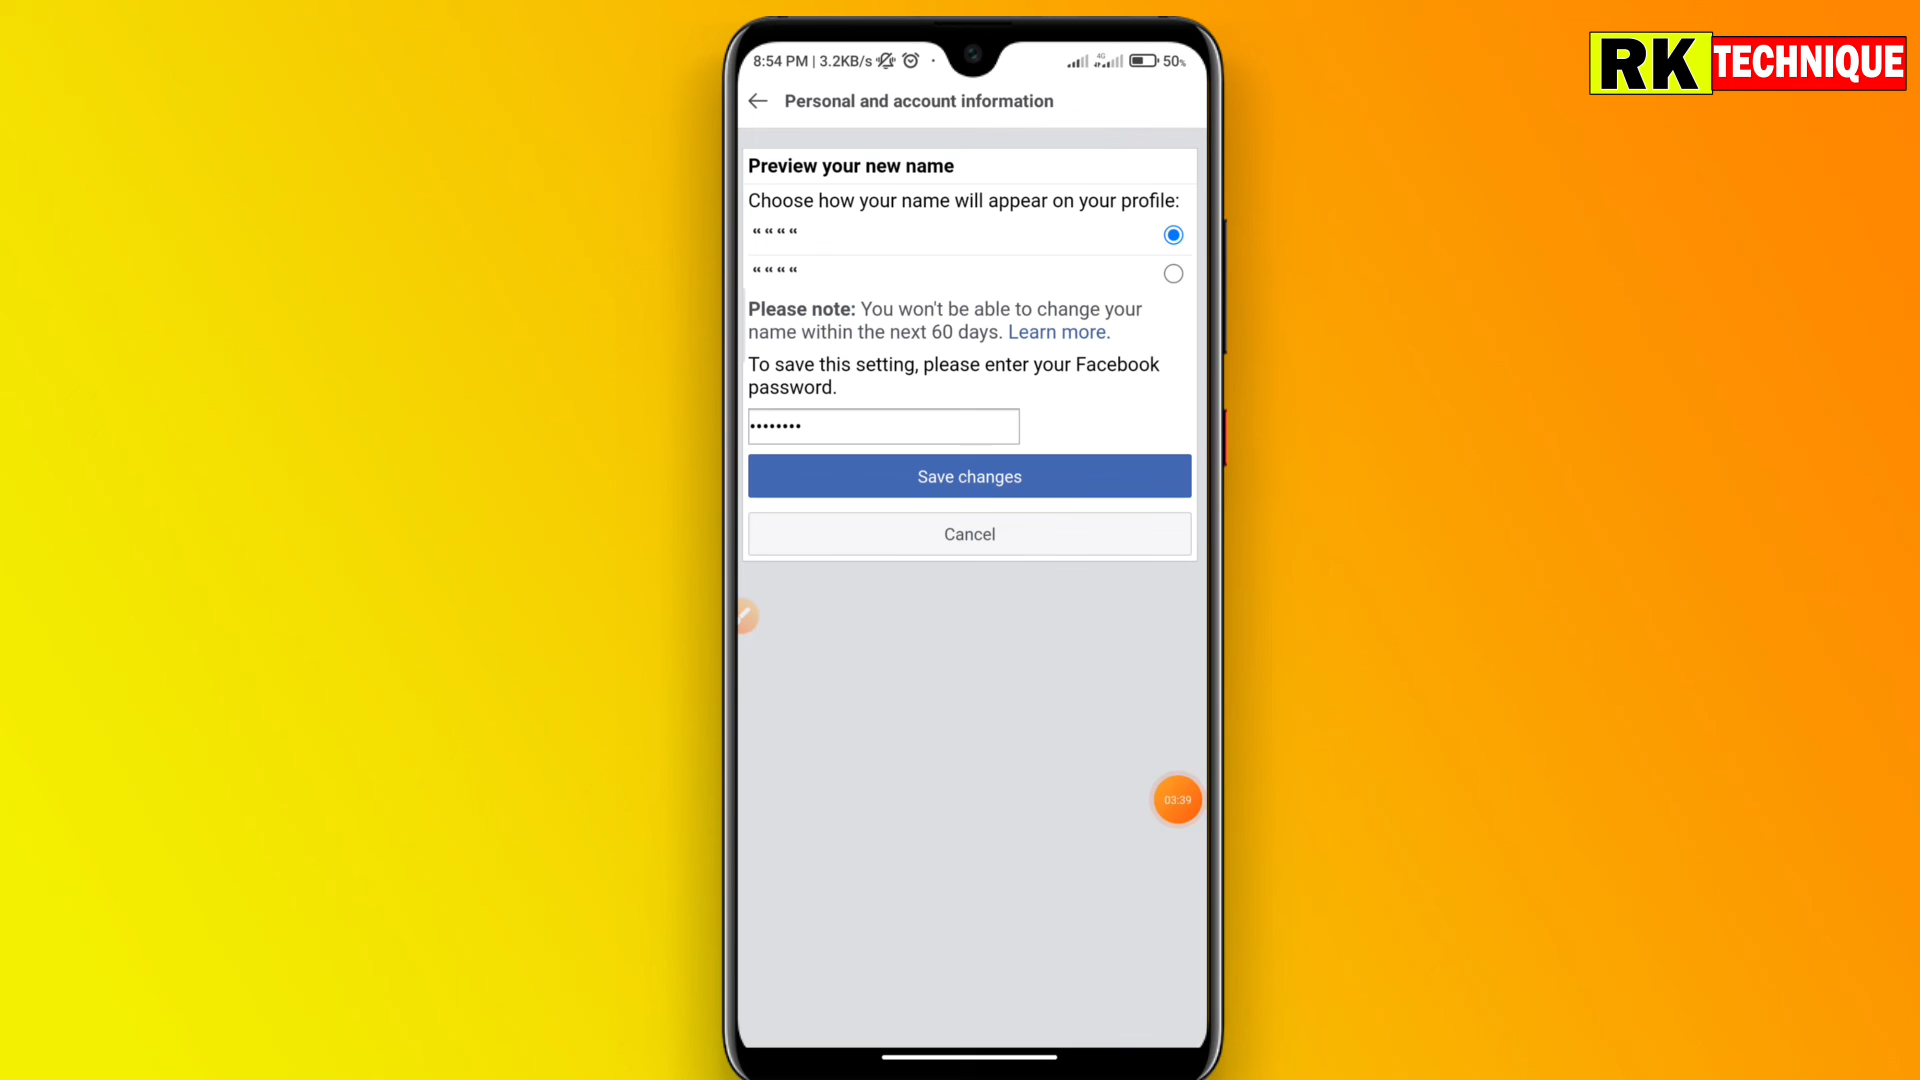 RK TECHNIQUE
8:54 PM | 3.2KB/s 4G 50%
Personal and account information
Preview your new name
Choose how your name will appear on your profile:
“ “ “ “
“ “ “ “
Please note: You won't be able to change your
name within the next 60 days. Learn more.
To save this setting, please enter your Facebook
password.
••••••••
Save changes
Cancel
03:39